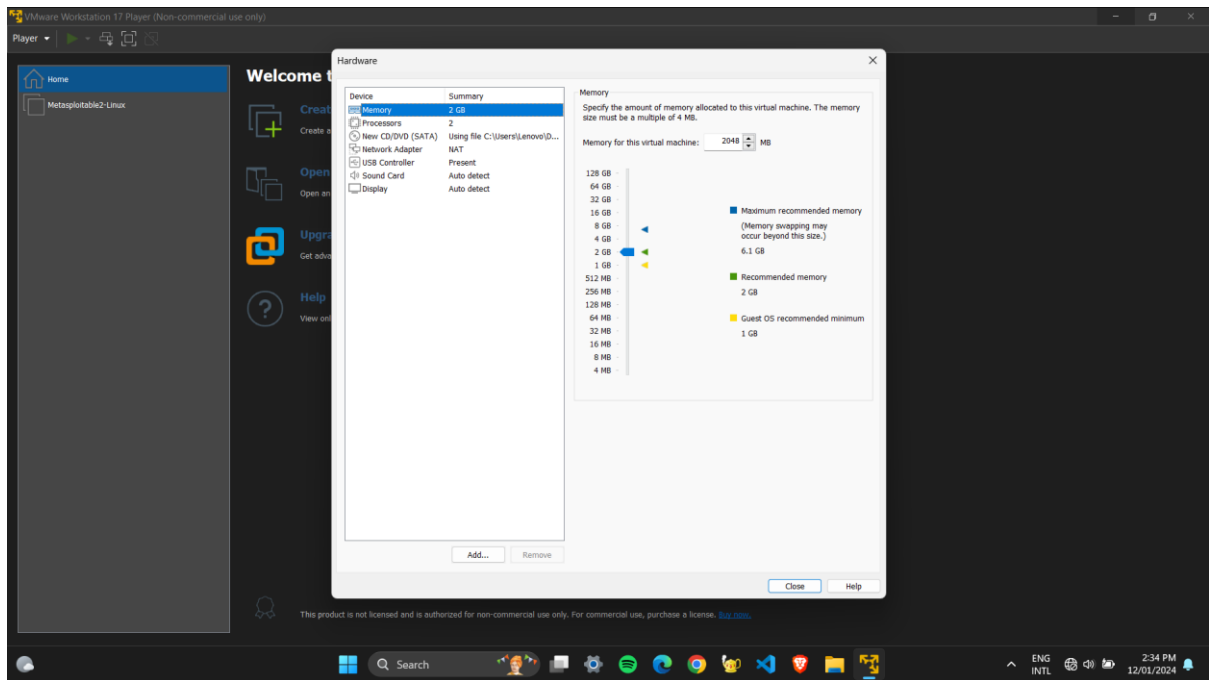 VMware Workstation 17 Player (Non-commercial use only)
Player
Home
Metasploitable2-Linux
Welcome t
Creat
Create a
Open
Open an
Upgra
Get adva
Help
View onl
This product is not licensed and is authorized for non-commercial use only. For commercial use, purchase a license. Buy now.
Hardware
Device Summary
Memory 2 GB
Processors 2
New CD/DVD (SATA) Using file C:\Users\Lenovo\D...
Network Adapter NAT
USB Controller Present
Sound Card Auto detect
Display Auto detect
Add... Remove
Memory
Specify the amount of memory allocated to this virtual machine. The memory
size must be a multiple of 4 MB.
Memory for this virtual machine: 2048 MB
128 GB
64 GB
32 GB
16 GB
8 GB
4 GB
2 GB
1 GB
512 MB
256 MB
128 MB
64 MB
32 MB
16 MB
8 MB
4 MB
Maximum recommended memory
(Memory swapping may
occur beyond this size.)
6.1 GB
Recommended memory
2 GB
Guest OS recommended minimum
1 GB
Close Help
Search
ENG
INTL
2:34 PM
12/01/2024